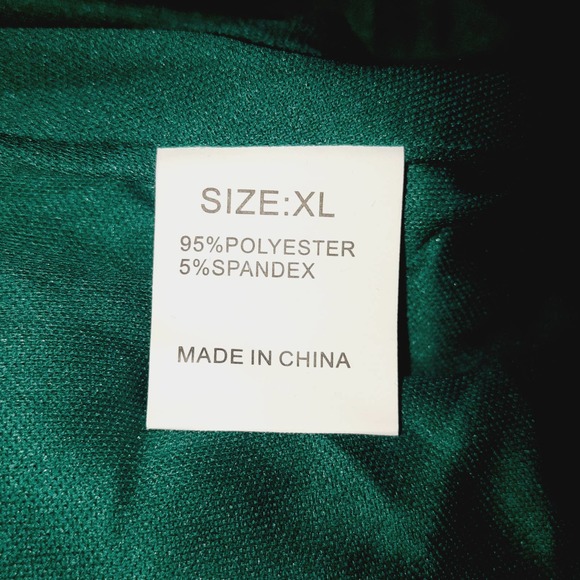 SIZE:XL
95%POLYESTER
5%SPANDEX
MADE IN CHINA